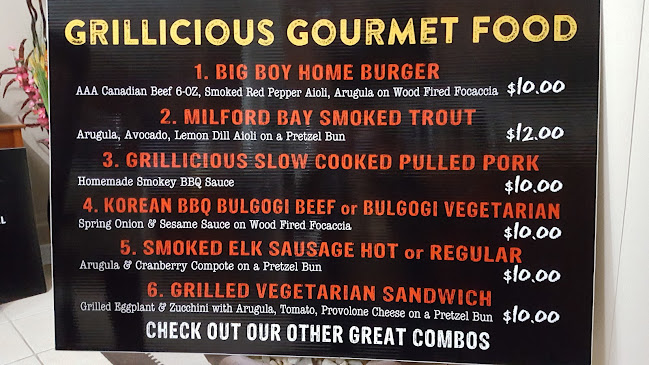 GRILLICIOUS GOURMET FOOD
1. BIG BOY HOME BURGER
AAA Canadian Beef 6-OZ, Smoked Red Pepper Aioli, Arugula on Wood Fired Focaccia $10.00
2. MILFORD BAY SMOKED TROUT
Arugula, Avocado, Lemon Dill Aioli on a Pretzel Bun $12.00
3. GRILLICIOUS SLOW COOKED PULLED PORK
Homemade Smokey BBQ Sauce $10.00
4. KOREAN BBQ BULGOGI BEEF or BULGOGI VEGETARIAN
Spring Onion & Sesame Sauce on Wood Fired Focaccia $10.00
5. SMOKED ELK SAUSAGE HOT or REGULAR
Arugula & Cranberry Compote on a Pretzel Bun $10.00
6. GRILLED VEGETARIAN SANDWICH
Grilled Eggplant & Zucchini with Arugula, Tomato, Provolone Cheese on a Pretzel Bun $10.00
CHECK OUT OUR OTHER GREAT COMBOS